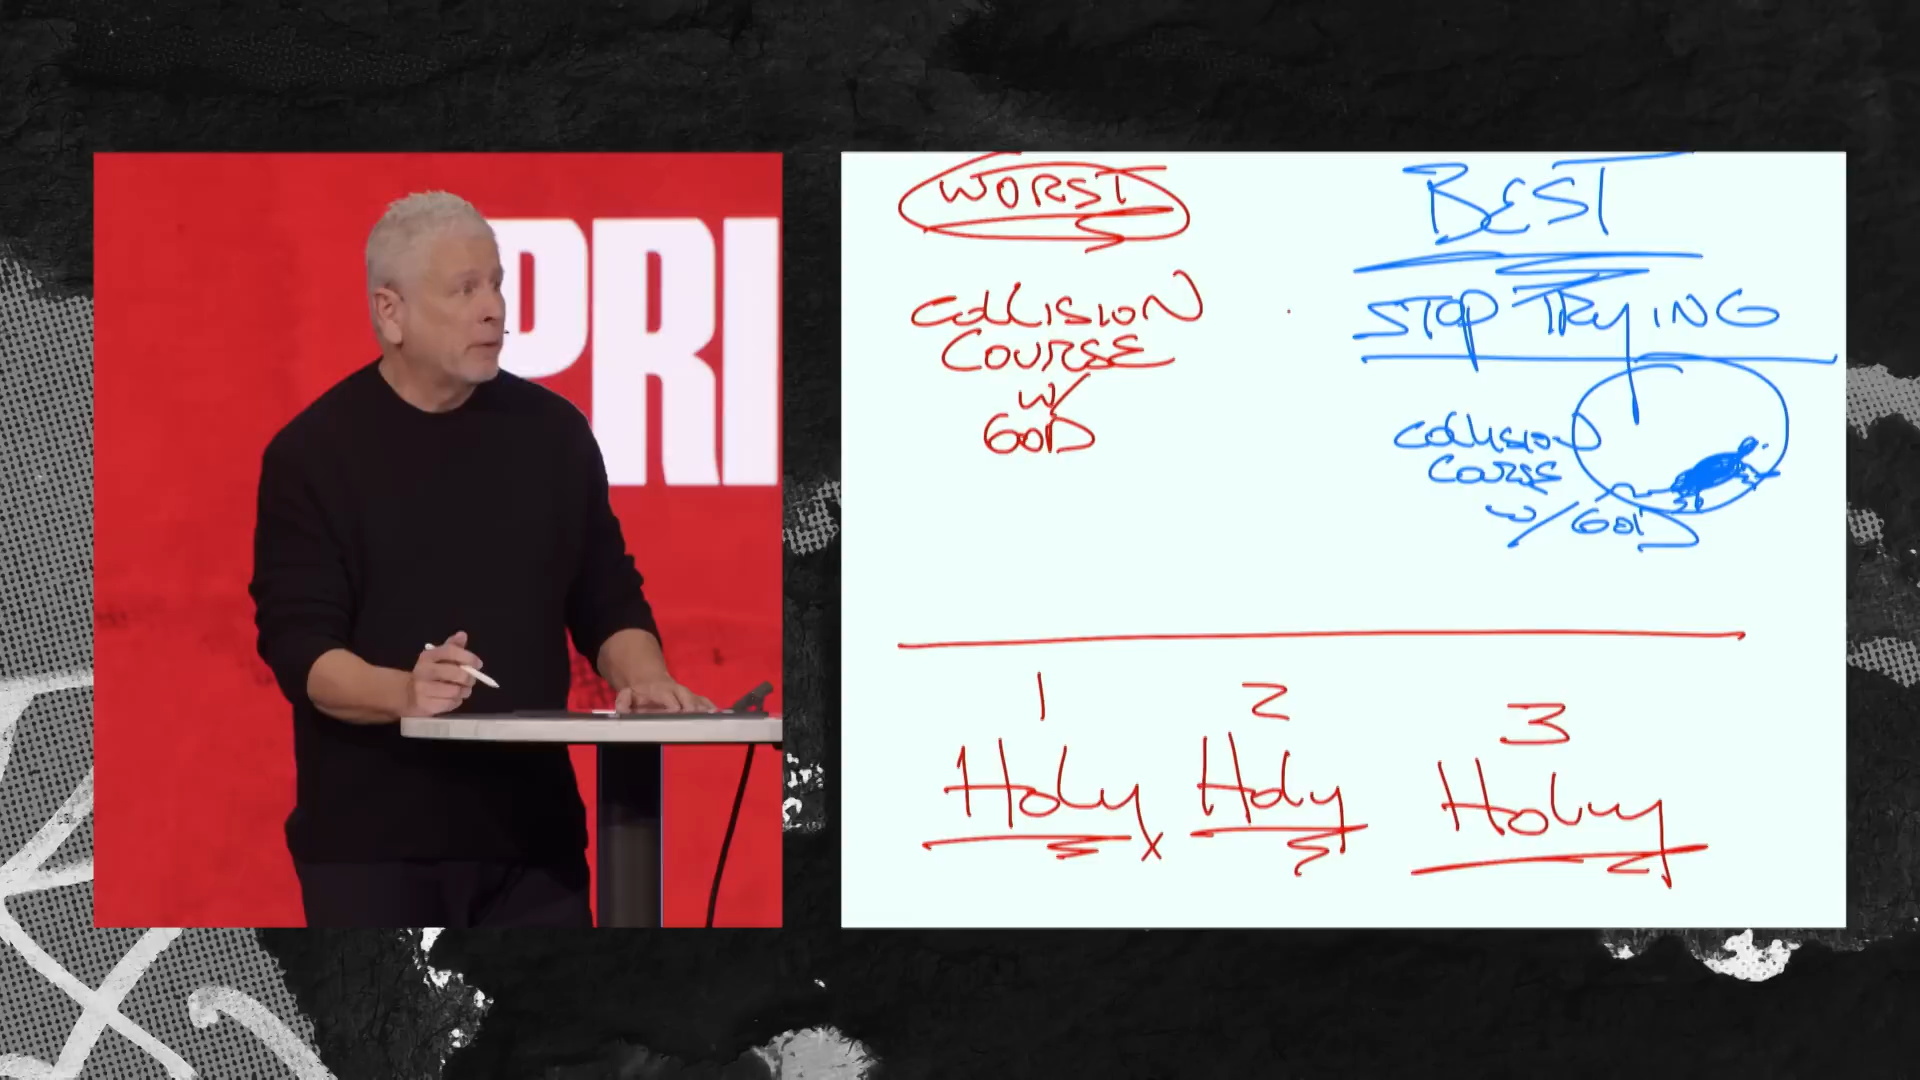 PRI
WORST
COLLISION
COURSE
W/
GOD
BEST
STOP TRYING
COLLISION
COURSE
W/GOD
1
2
3
Holy
Holy
Holy